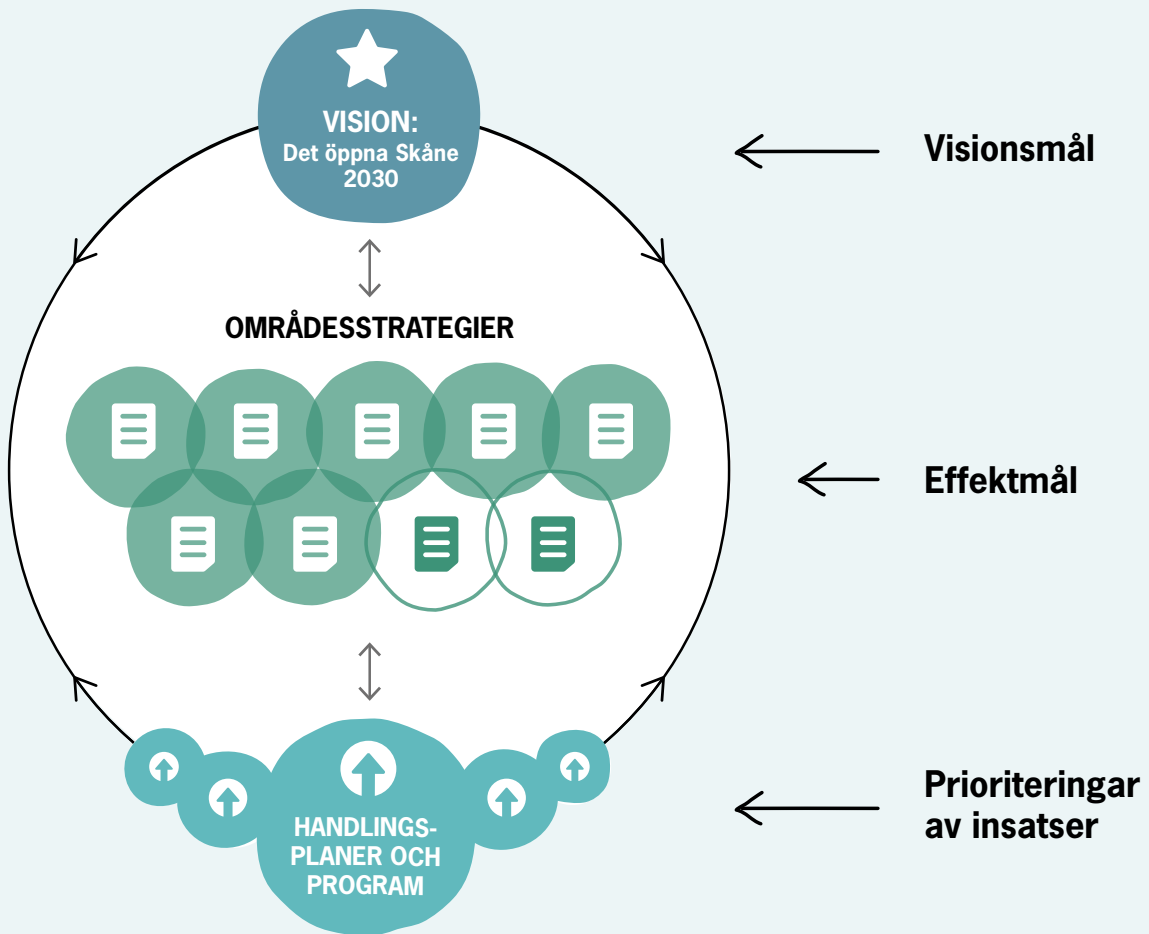 VISION:
Det öppna Skåne
2030
Visionsmål
OMRÅDESSTRATEGIER
Effektmål
HANDLINGS-
PLANER OCH
PROGRAM
Prioriteringar
av insatser